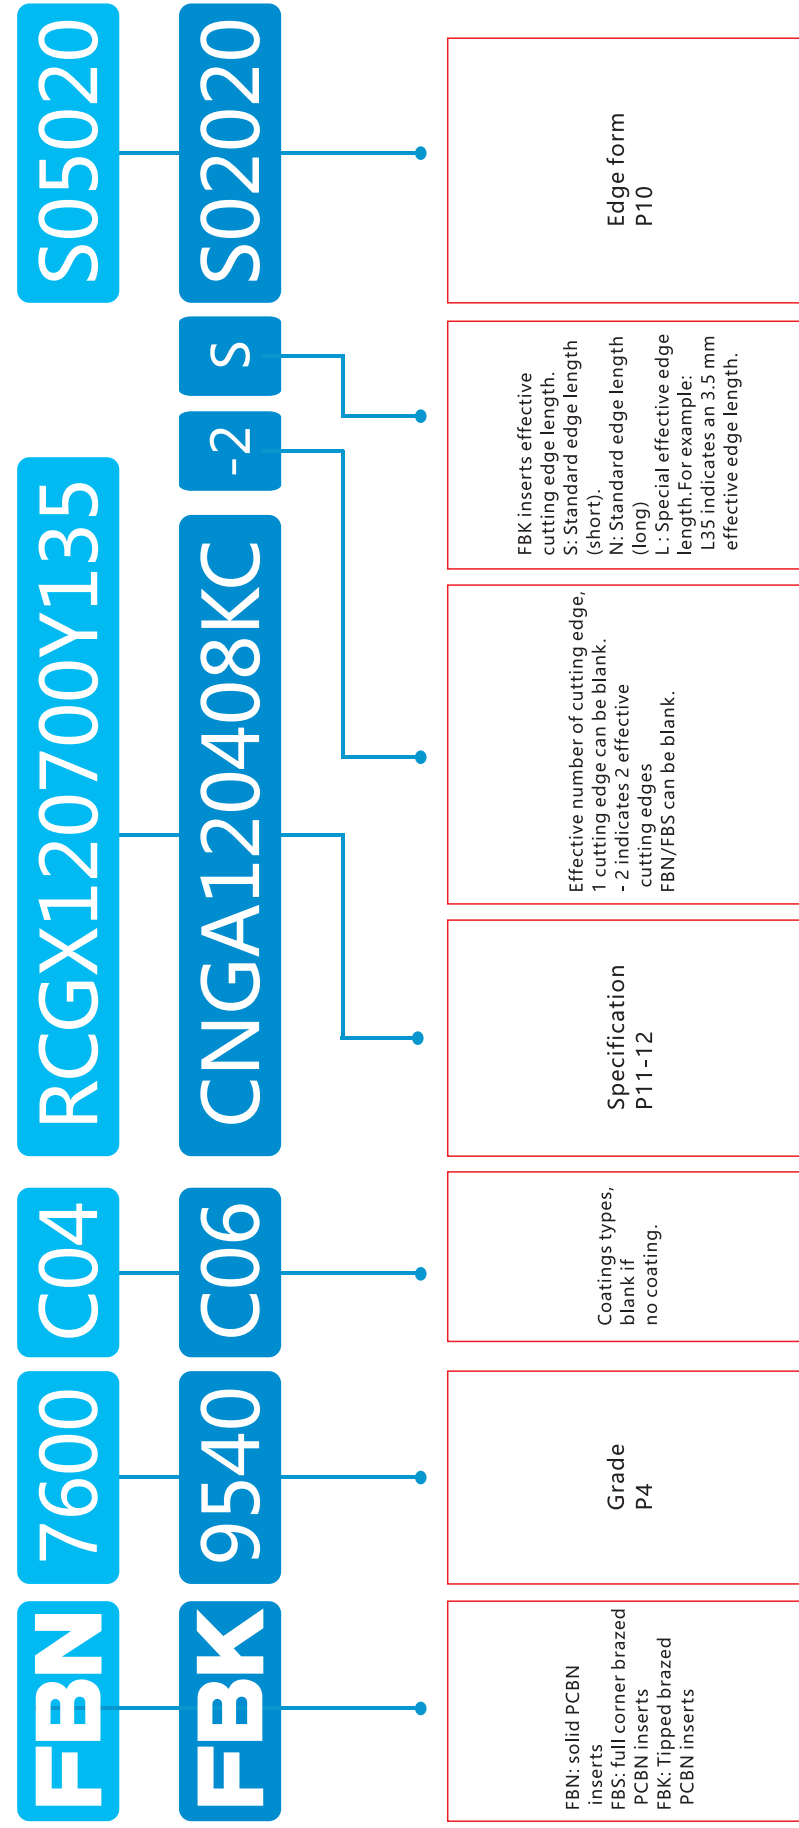 FBN 7600 C04 RCGX120700Y135 S05020
FBK 9540 C06 CNGA120408KC -2 S S02020
FBN: solid PCBN
inserts
FBS: full corner brazed
PCBN inserts
FBK: Tipped brazed
PCBN inserts
Grade
P4
Coatings types,
blank if
no coating.
Specification
P11-12
Effective number of cutting edge,
1 cutting edge can be blank.
- 2 indicates 2 effective
cutting edges
FBN/FBS can be blank.
FBK inserts effective
cutting edge length.
S: Standard edge length
(short).
N: Standard edge length
(long)
L : Special effective edge
length.For example:
L35 indicates an 3.5 mm
effective edge length.
Edge form
P10